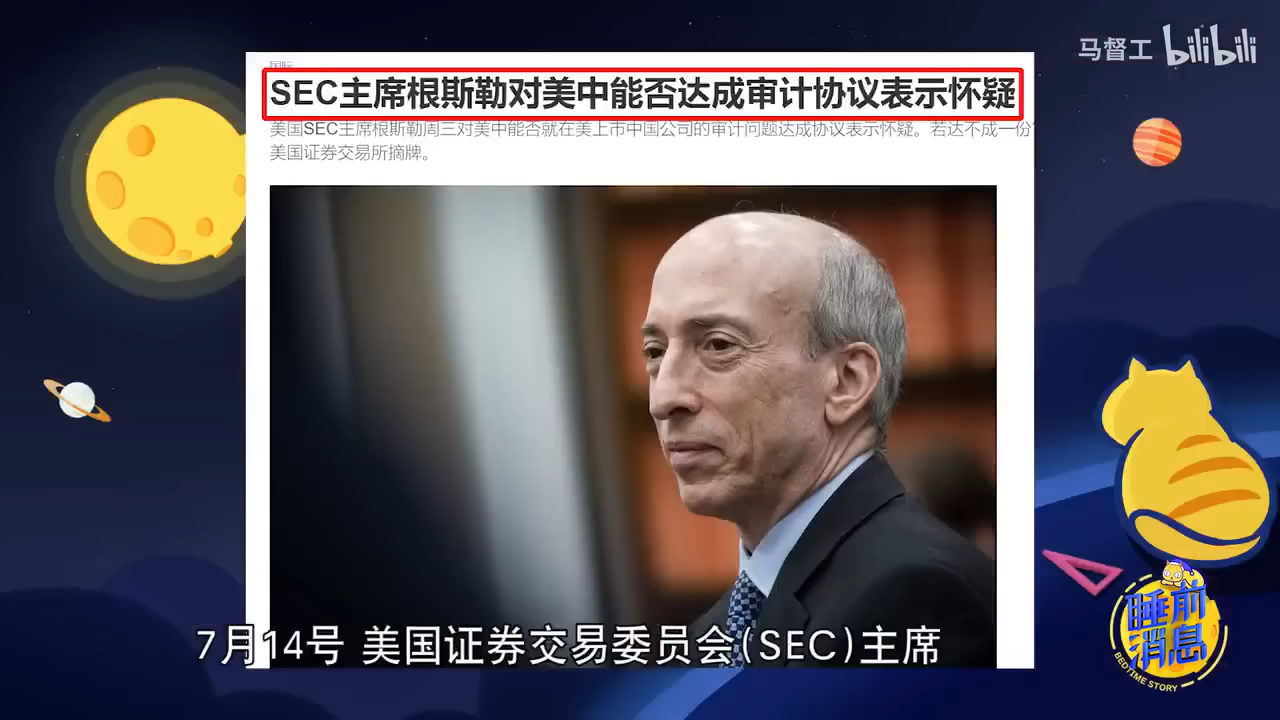 马督工 bilibili
国际
SEC主席根斯勒对美中能否达成审计协议表示怀疑
美国SEC主席根斯勒周三对美中能否就在美上市中国公司的审计问题达成协议表示怀疑。若达不成一份
美国证券交易所摘牌。
7月14号 美国证券交易委员会(SEC)主席
睡前
消息
BEDTIME STORY